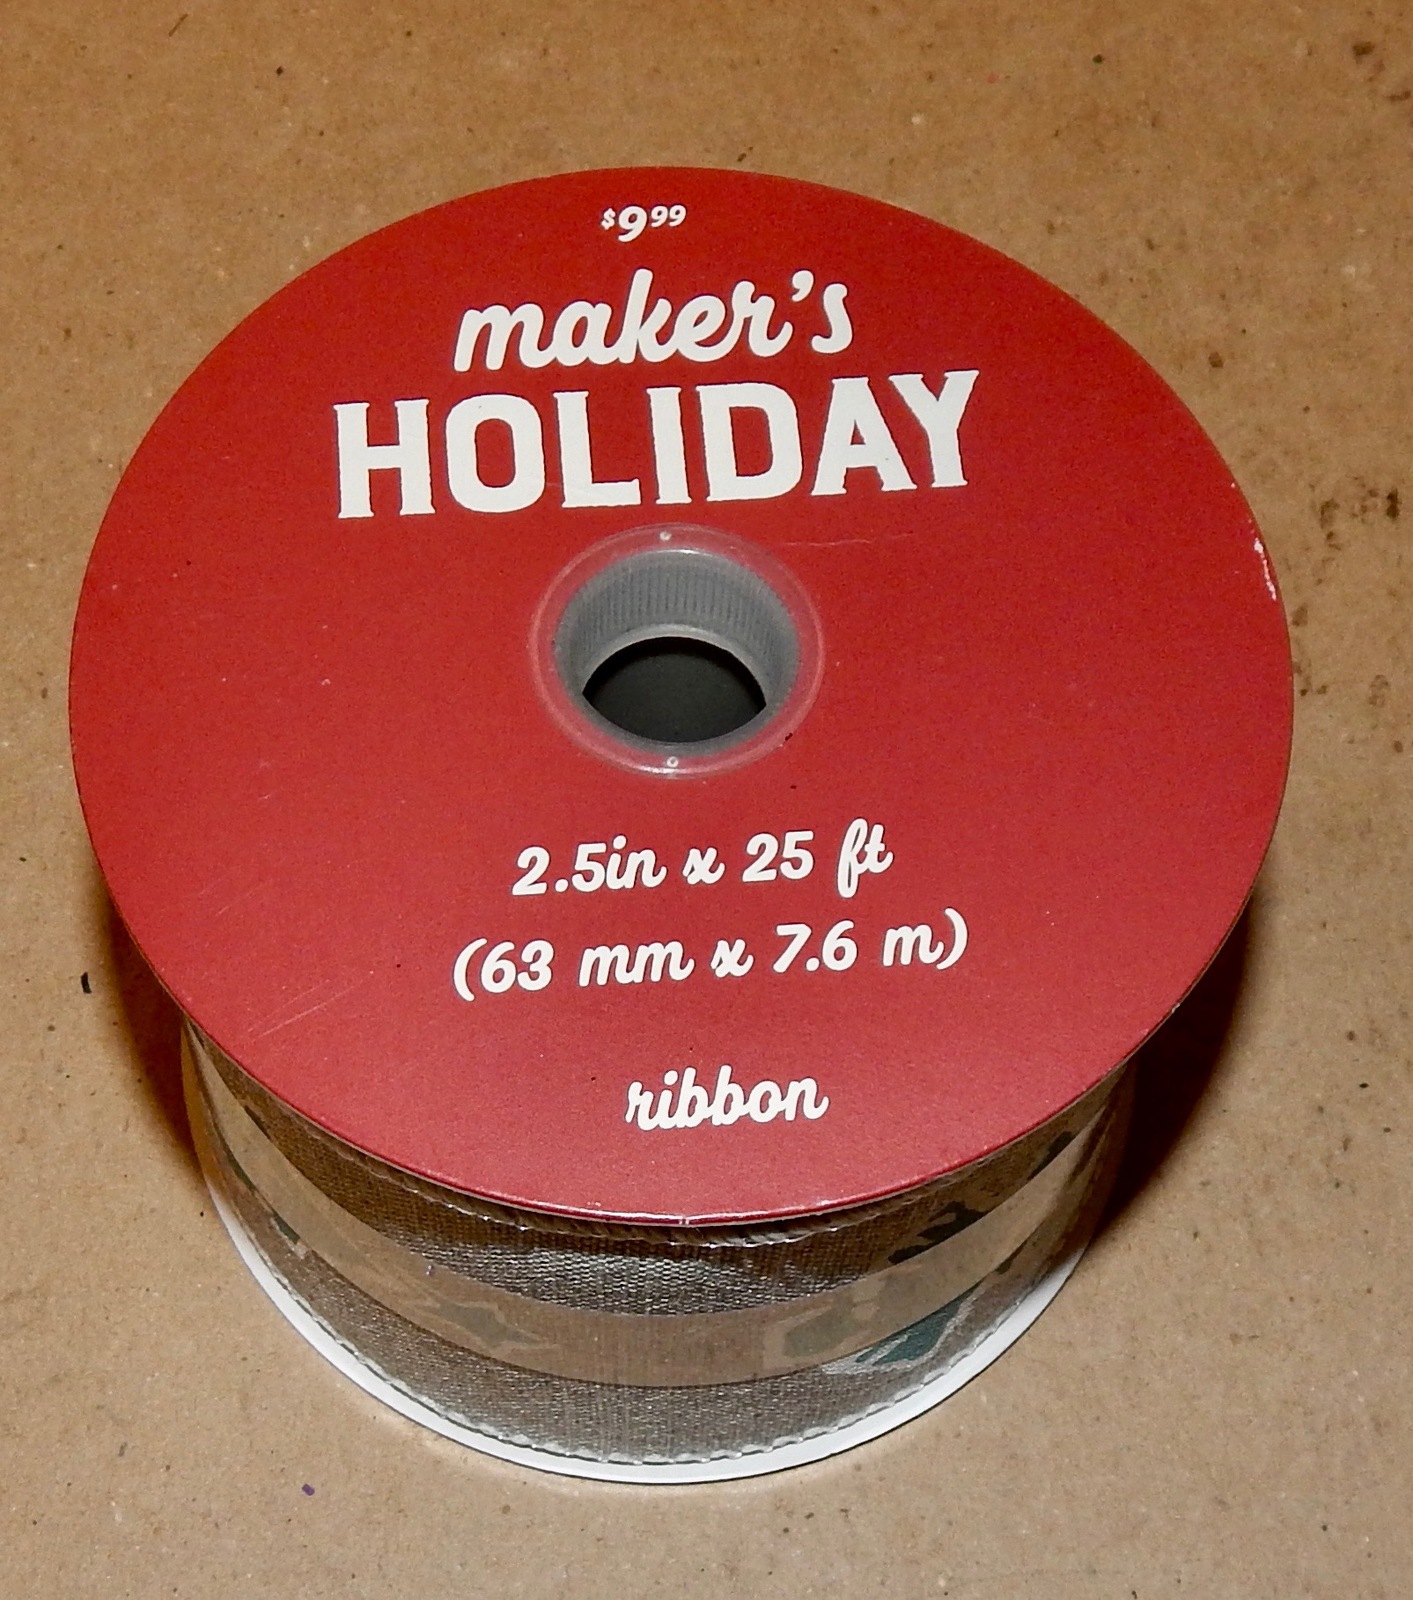 $9.99
maker's
HOLIDAY
2.5in x 25 ft
(63 mm x 7.6 m)
ribbon